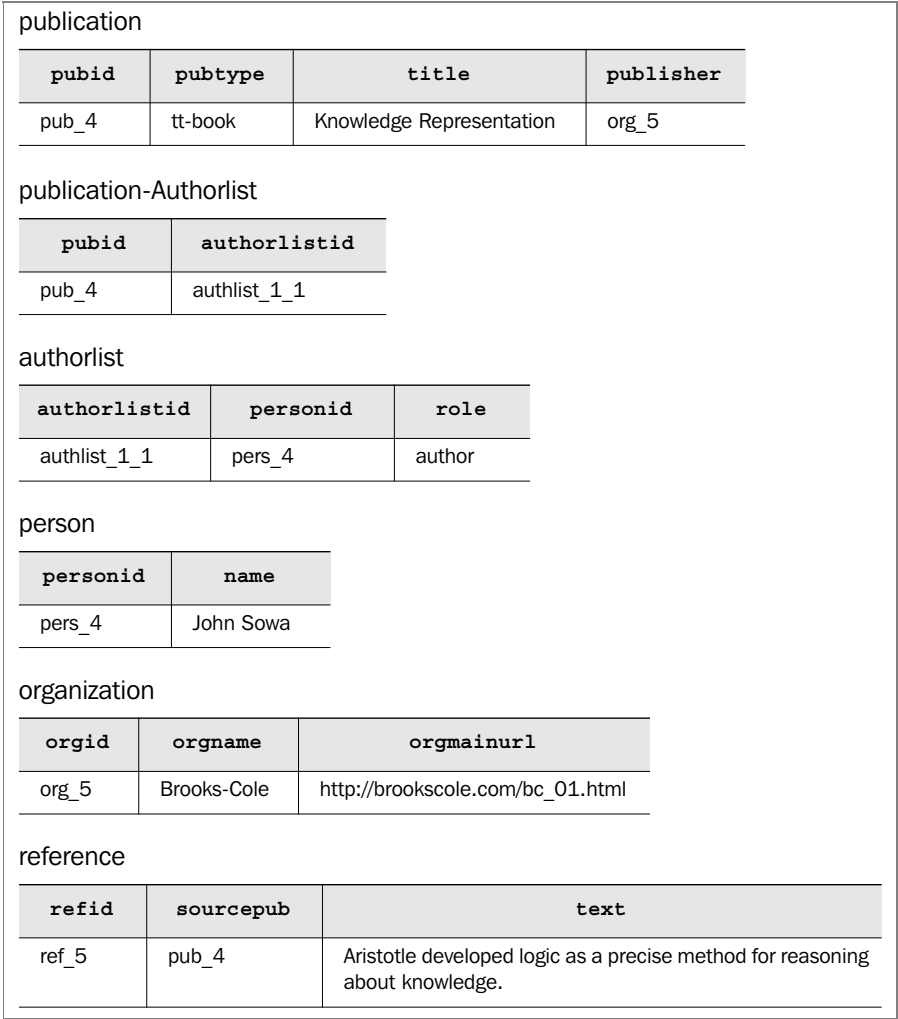 publication
pubid pubtype title publisher
pub_4 tt-book Knowledge Representation org_5
publication-Authorlist
pubid authorlistid
pub_4 authlist_1_1
authorlist
authorlistid personid role
authlist_1_1 pers_4 author
person
personid name
pers_4 John Sowa
organization
orgid orgname orgmainurl
org_5 Brooks-Cole http://brookscole.com/bc_01.html
reference
refid sourcepub text
ref_5 pub_4 Aristotle developed logic as a precise method for reasoning
about knowledge.